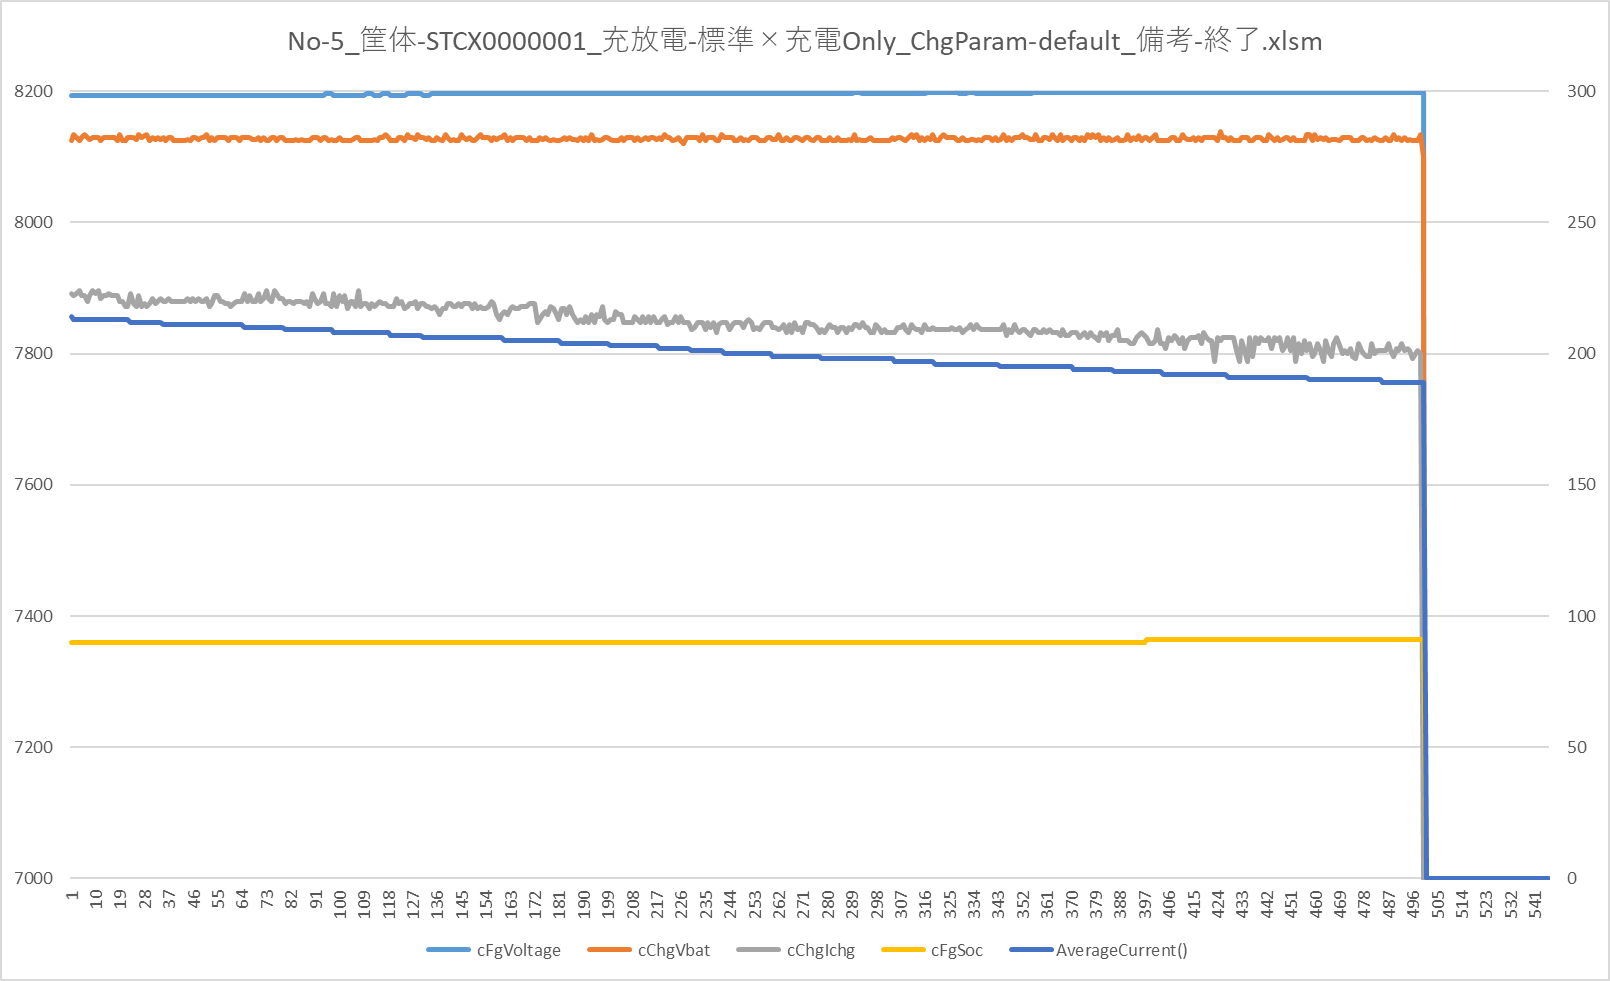 No-5_筐体-STCX0000001_充放電-標準×充電Only_ChgParam-default_備考-終了.xlsm
8200 300
8000 250
7800 200
7600 150
7400 100
7200 50
7000 0
1 10 19 28 37 46 55 64 73 82 91 100 109 118 127 136 145 154 163 172 181 190 199 208 217 226 235 244 253 262 271 280 289 298 307 316 325 334 343 352 361 370 379 388 397 406 415 424 433 442 451 460 469 478 487 496 505 514 523 532 541
cFgVoltage cChgVbat cChgIchg cFgSoc AverageCurrent()